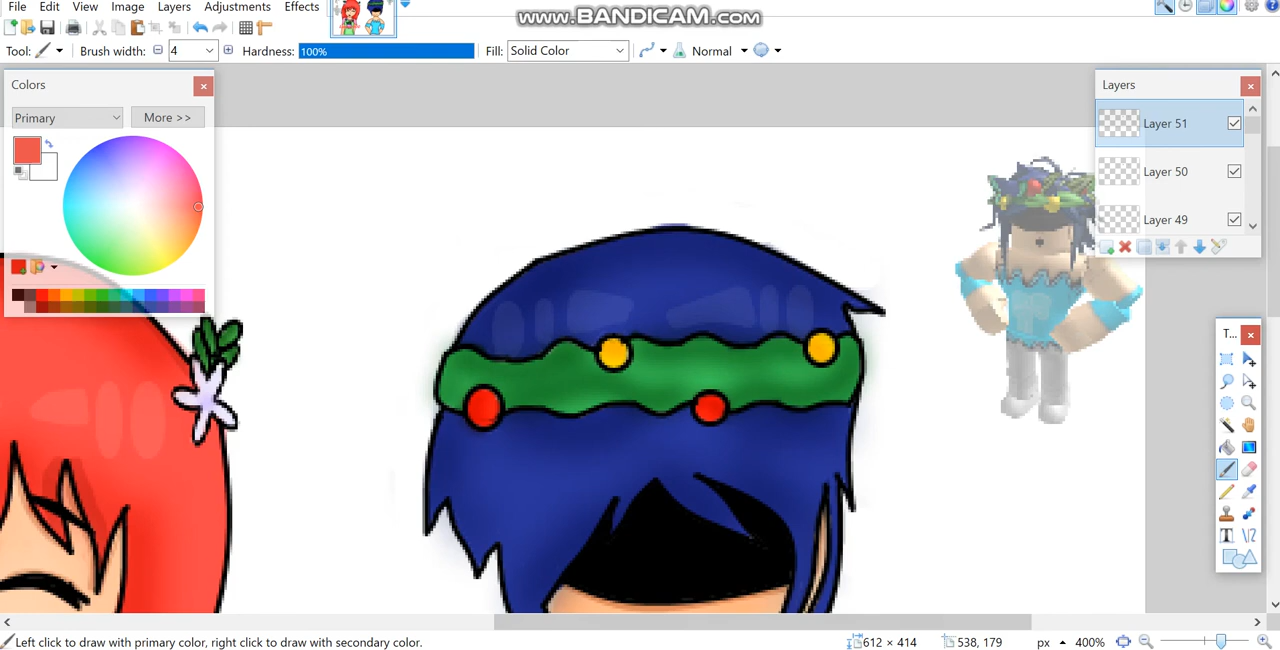 File Edit View Image Layers Adjustments Effects
www.BANDICAM.com
Tool: Brush width: 4 Hardness: 100% Fill: Solid Color Normal
Colors
Primary More >>
Layers
Layer 51
Layer 50
Layer 49
T...
Left click to draw with primary color, right click to draw with secondary color. 612 × 414 538, 179 px 400%